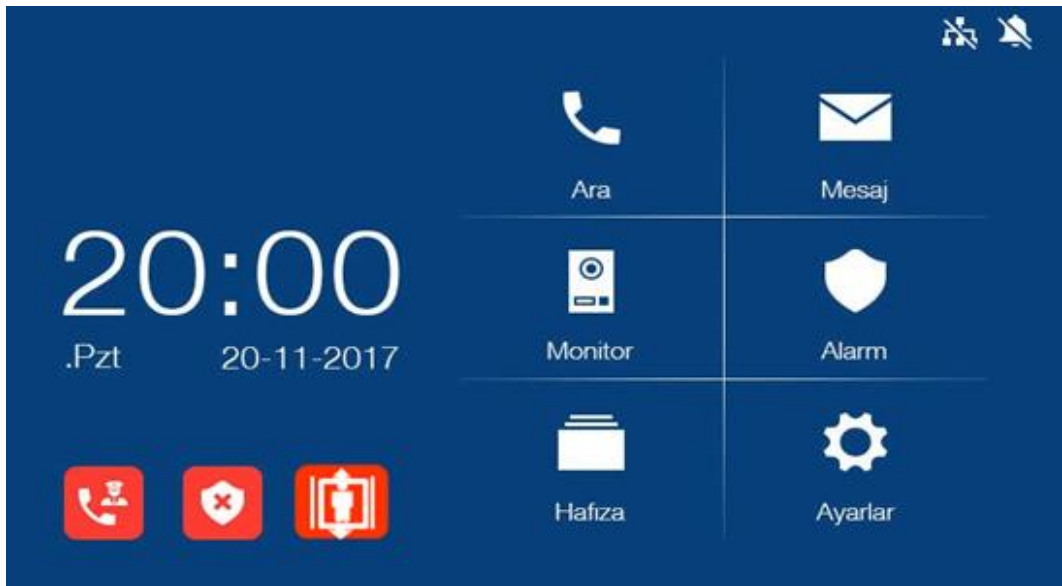 20:00
.Pzt 20-11-2017
Ara
Mesaj
Monitor
Alarm
Hafıza
Ayarlar